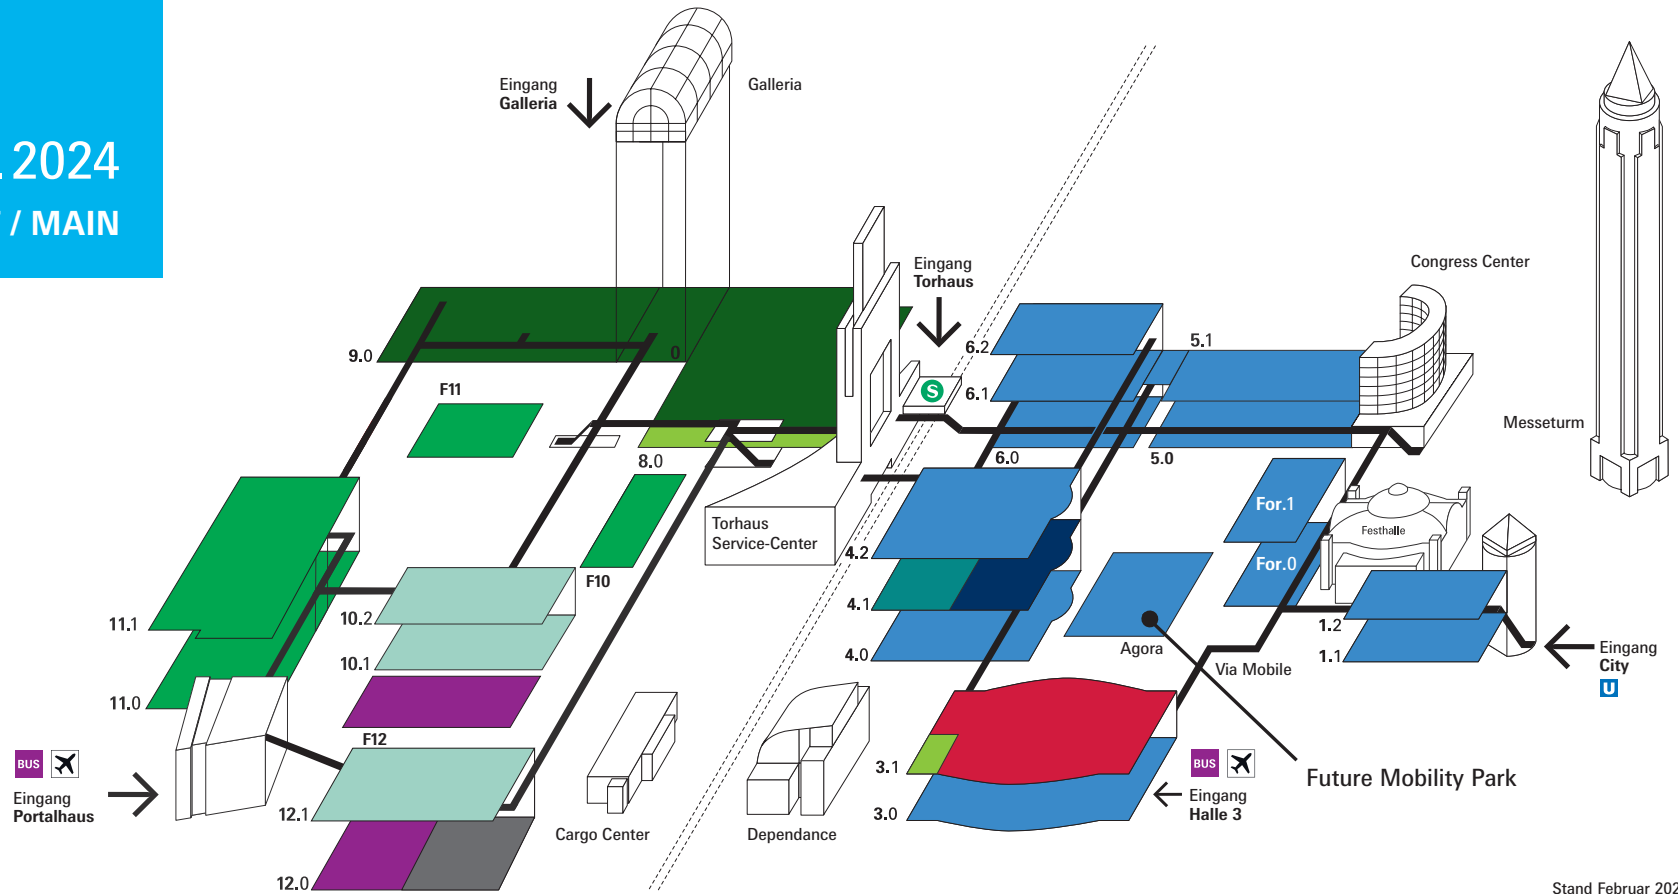 .2024
/ MAIN
Eingang
Galleria
Galleria
Eingang
Torhaus
Congress Center
Messeturm
9.0
0
F11
8.0
F10
S
Torhaus
Service-Center
6.2
6.1
6.0
5.1
5.0
4.2
4.1
4.0
For.1
For.0
Festhalle
1.2
1.1
Agora
Via Mobile
Eingang
City
U
11.1
11.0
10.2
10.1
F12
BUS
Eingang
Portalhaus
12.1
12.0
Cargo Center
Dependance
3.1
3.0
BUS
Eingang
Halle 3
Future Mobility Park
Stand Februar 202